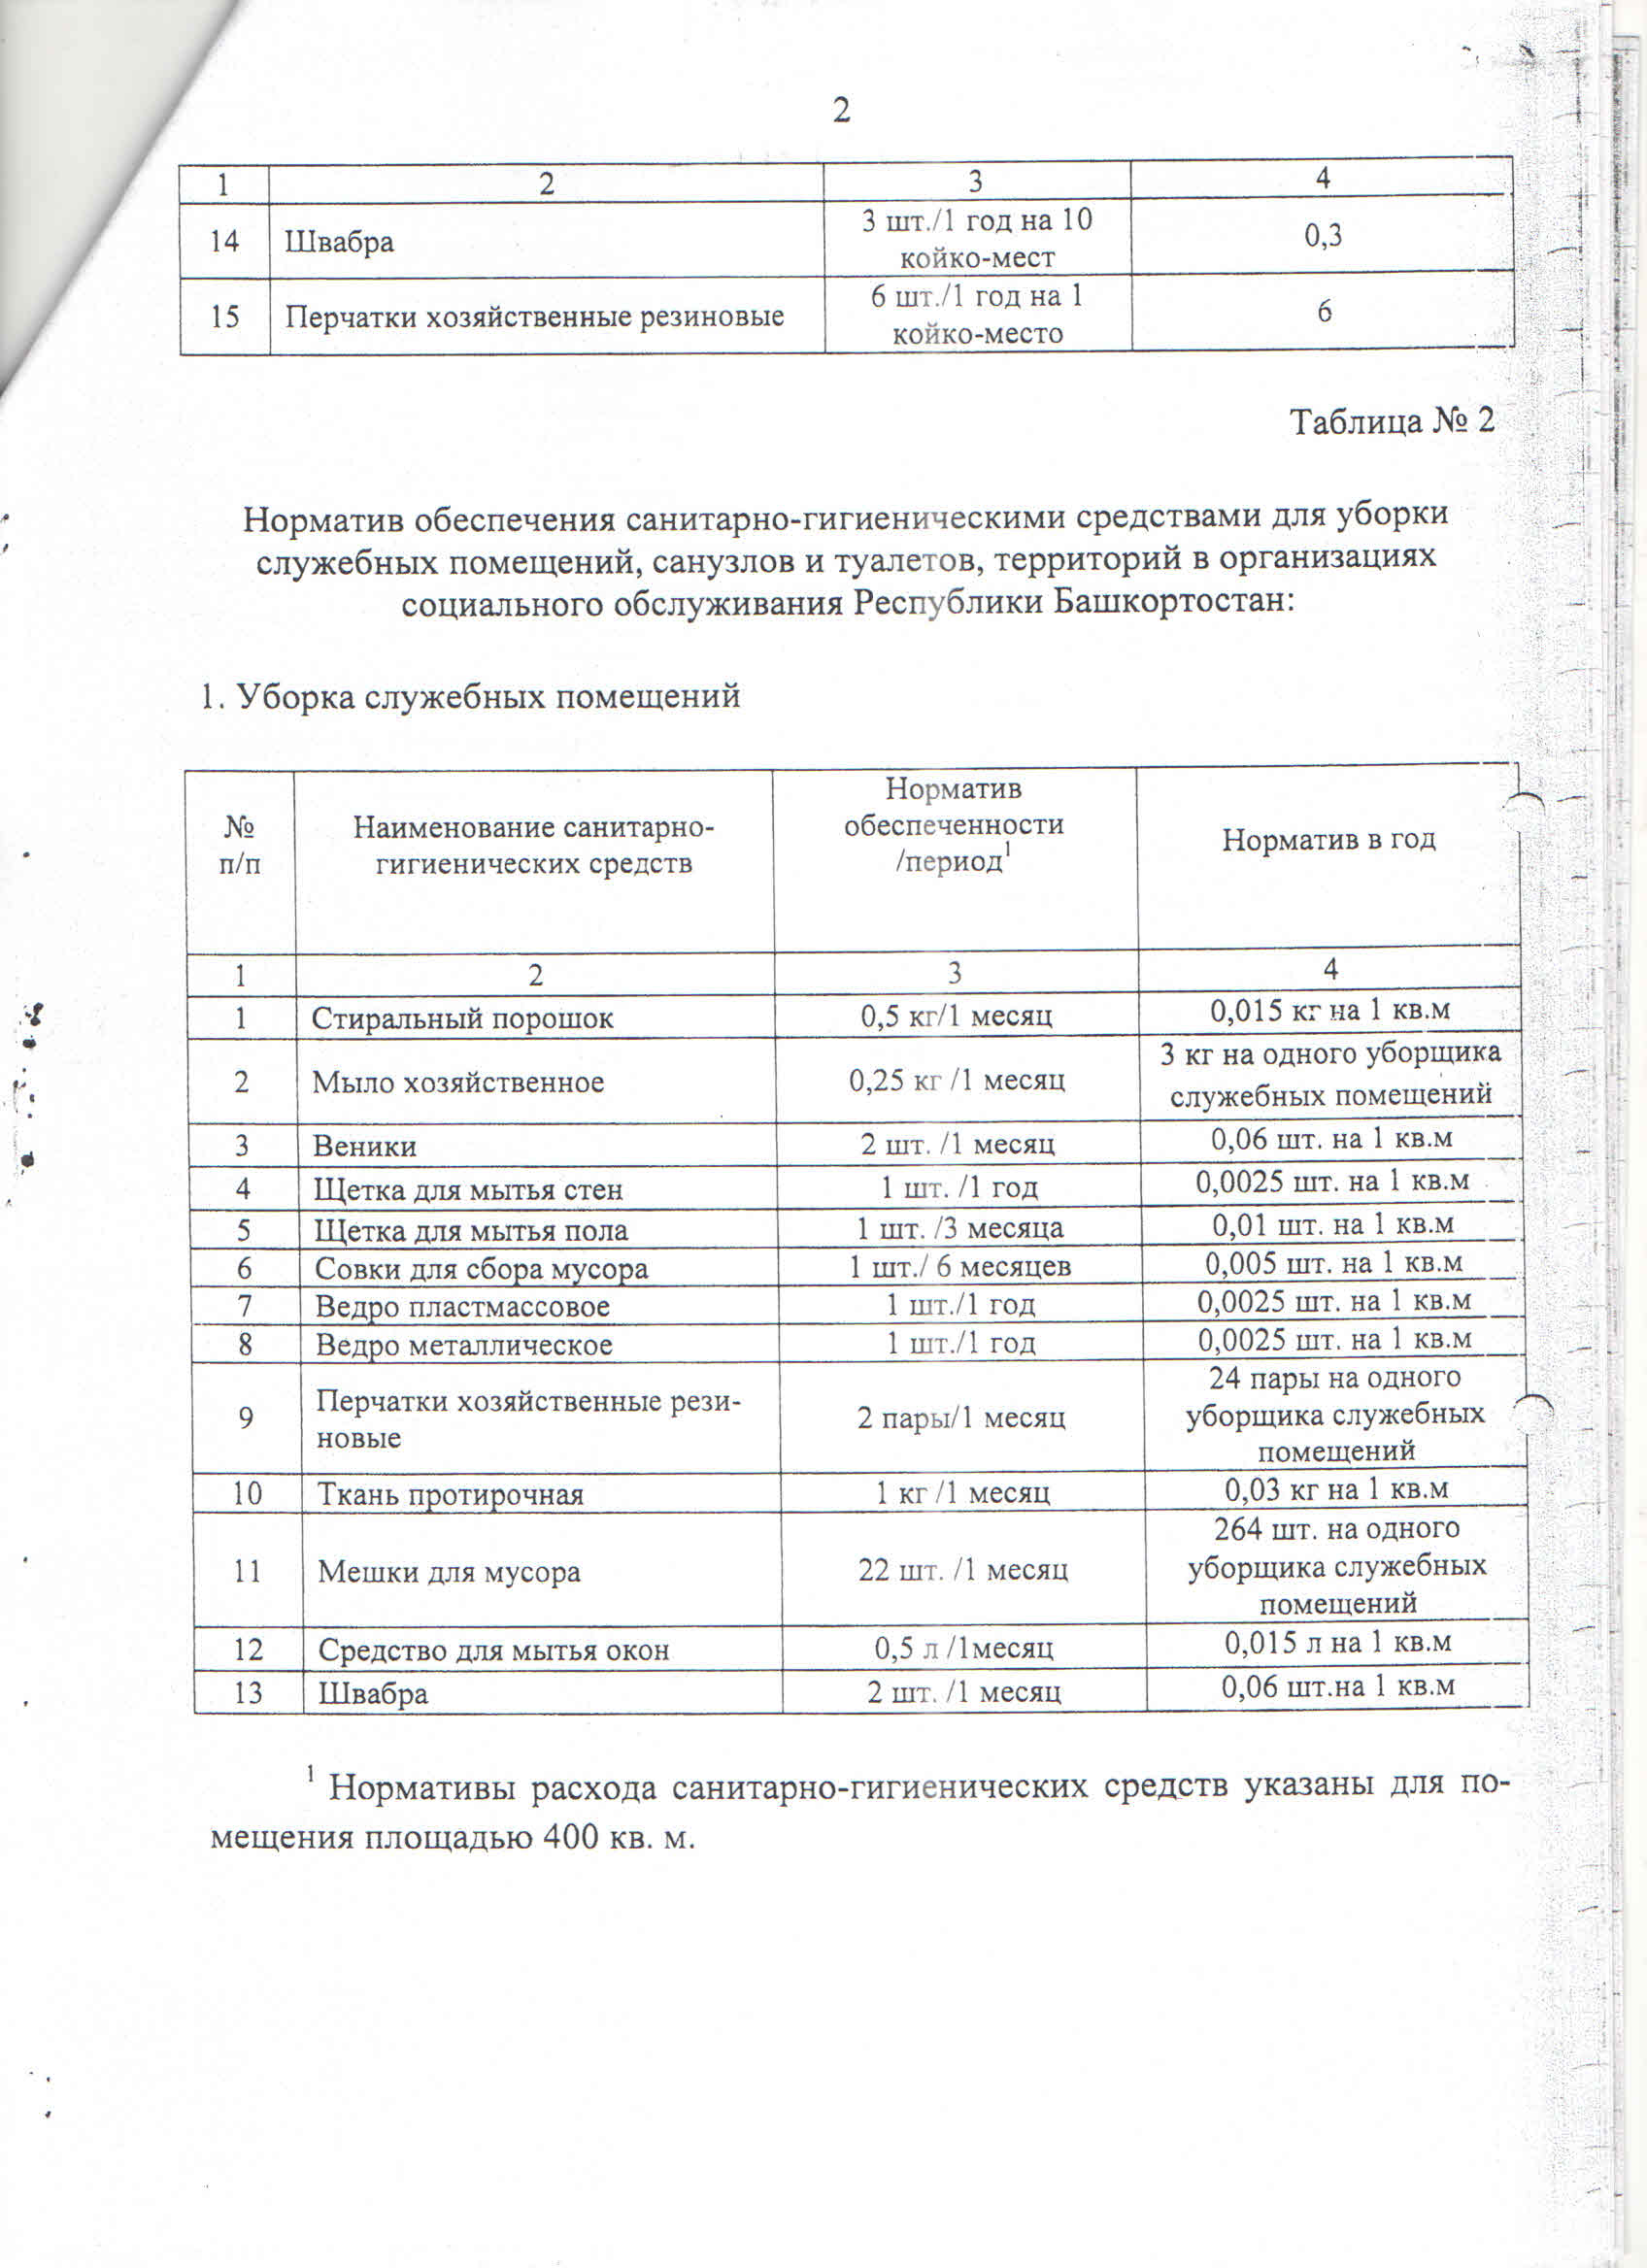 2
1 2 3 4
14 Швабра 3 шт./1 год на 10 койко-мест 0,3
15 Перчатки хозяйственные резиновые 6 шт./1 год на 1 койко-место 6
Таблица № 2
Норматив обеспечения санитарно-гигиеническими средствами для уборки
служебных помещений, санузлов и туалетов, территорий в организациях
социального обслуживания Республики Башкортостан:
1. Уборка служебных помещений
№ п/п Наименование санитарно-гигиенических средств Норматив обеспеченности /период¹ Норматив в год
1 2 3 4
1 Стиральный порошок 0,5 кг/1 месяц 0,015 кг на 1 кв.м
2 Мыло хозяйственное 0,25 кг /1 месяц 3 кг на одного уборщика служебных помещений
3 Веники 2 шт. /1 месяц 0,06 шт. на 1 кв.м
4 Щетка для мытья стен 1 шт. /1 год 0,0025 шт. на 1 кв.м
5 Щетка для мытья пола 1 шт. /3 месяца 0,01 шт. на 1 кв.м
6 Совки для сбора мусора 1 шт./ 6 месяцев 0,005 шт. на 1 кв.м
7 Ведро пластмассовое 1 шт./1 год 0,0025 шт. на 1 кв.м
8 Ведро металлическое 1 шт./1 год 0,0025 шт. на 1 кв.м
9 Перчатки хозяйственные рези-новые 2 пары/1 месяц 24 пары на одного уборщика служебных помещений
10 Ткань протирочная 1 кг /1 месяц 0,03 кг на 1 кв.м
11 Мешки для мусора 22 шт. /1 месяц 264 шт. на одного уборщика служебных помещений
12 Средство для мытья окон 0,5 л /1месяц 0,015 л на 1 кв.м
13 Швабра 2 шт. /1 месяц 0,06 шт.на 1 кв.м
¹ Нормативы расхода санитарно-гигиенических средств указаны для по-
мещения площадью 400 кв. м.